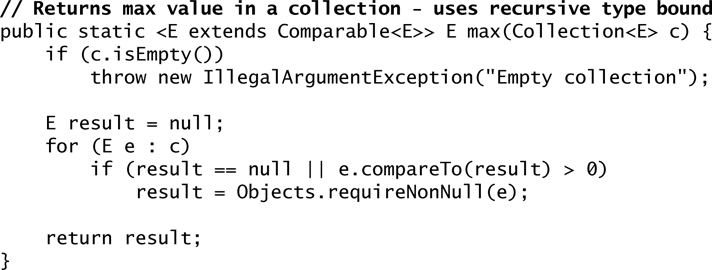 // Returns max value in a collection - uses recursive type bound
public static <E extends Comparable<E>> E max(Collection<E> c) {
    if (c.isEmpty())
        throw new IllegalArgumentException("Empty collection");

    E result = null;
    for (E e : c)
        if (result == null || e.compareTo(result) > 0)
            result = Objects.requireNonNull(e);

    return result;
}